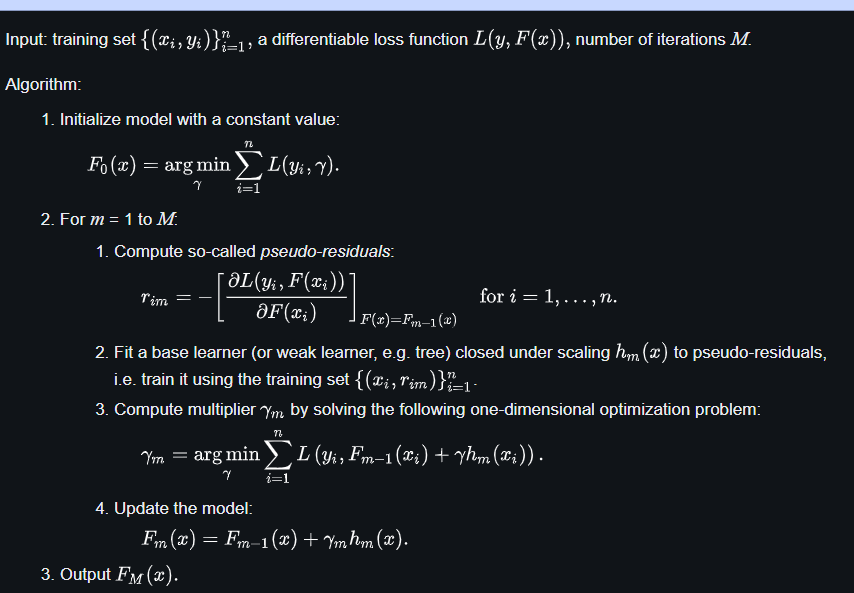 Input: training set {(xᵢ, yᵢ)}ⁿᵢ₌₁, a differentiable loss function L(y, F(x)), number of iterations M.
Algorithm:
1. Initialize model with a constant value:
F₀(x) = arg min_γ ∑ⁿᵢ₌₁ L(yᵢ, γ).
2. For m = 1 to M:
1. Compute so-called pseudo-residuals:
rᵢₘ = −[∂L(yᵢ, F(xᵢ)) / ∂F(xᵢ)]_{F(x)=Fₘ₋₁(x)} for i = 1, . . . , n.
2. Fit a base learner (or weak learner, e.g. tree) closed under scaling hₘ(x) to pseudo-residuals,
i.e. train it using the training set {(xᵢ, rᵢₘ)}ⁿᵢ₌₁.
3. Compute multiplier γₘ by solving the following one-dimensional optimization problem:
γₘ = arg min_γ ∑ⁿᵢ₌₁ L (yᵢ, Fₘ₋₁(xᵢ) + γhₘ(xᵢ)) .
4. Update the model:
Fₘ(x) = Fₘ₋₁(x) + γₘhₘ(x).
3. Output F_M(x).